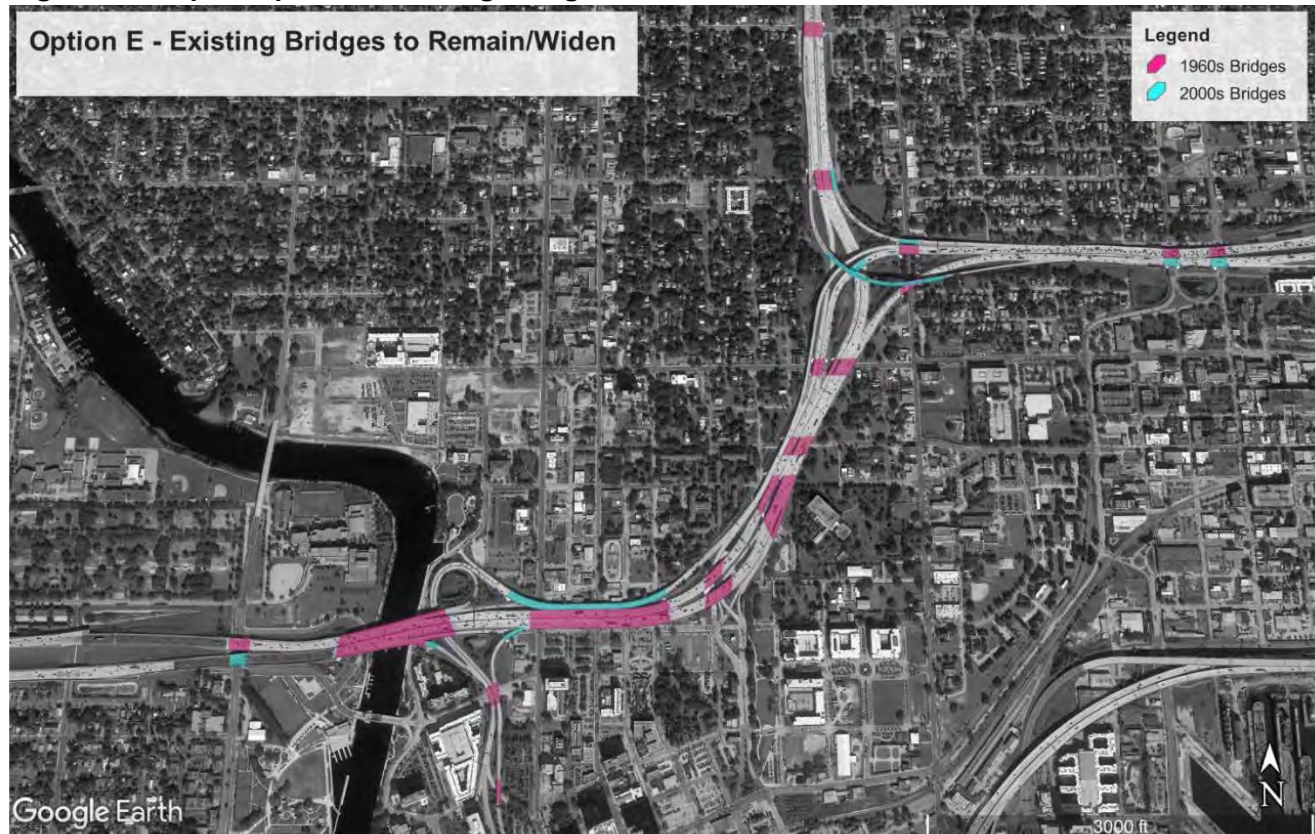 Option E - Existing Bridges to Remain/Widen
Legend
1960s Bridges
2000s Bridges
Google Earth
N
3000 ft